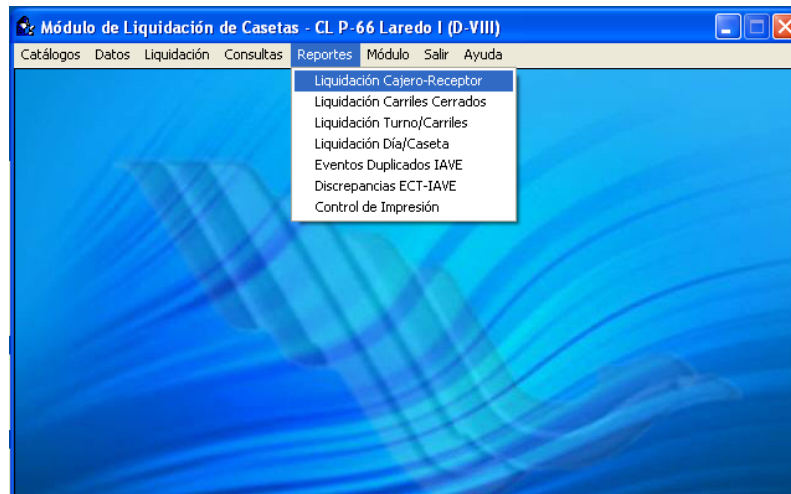 Módulo de Liquidación de Casetas - CL P-66 Laredo I (D-VIII)
Catálogos Datos Liquidación Consultas Reportes Módulo Salir Ayuda
Liquidación Cajero-Receptor
Liquidación Carriles Cerrados
Liquidación Turno/Carriles
Liquidación Día/Caseta
Eventos Duplicados IAVE
Discrepancias ECT-IAVE
Control de Impresión